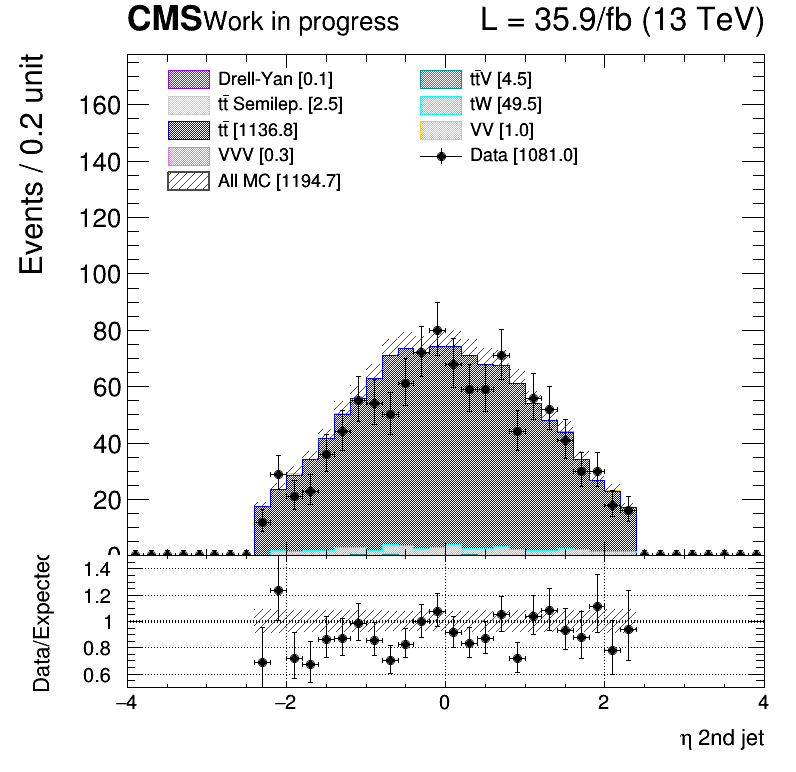 CMS Work in progress L = 35.9/fb (13 TeV)
Events / 0.2 unit
Drell-Yan [0.1]
tt̄ Semilep. [2.5]
tt̄ [1136.8]
VVV [0.3]
All MC [1194.7]
tt̄V [4.5]
tW [49.5]
VV [1.0]
Data [1081.0]
160
140
120
100
80
60
40
20
0
Data/Expected
1.4
1.2
1
0.8
0.6
−4 −2 0 2 4
η 2nd jet